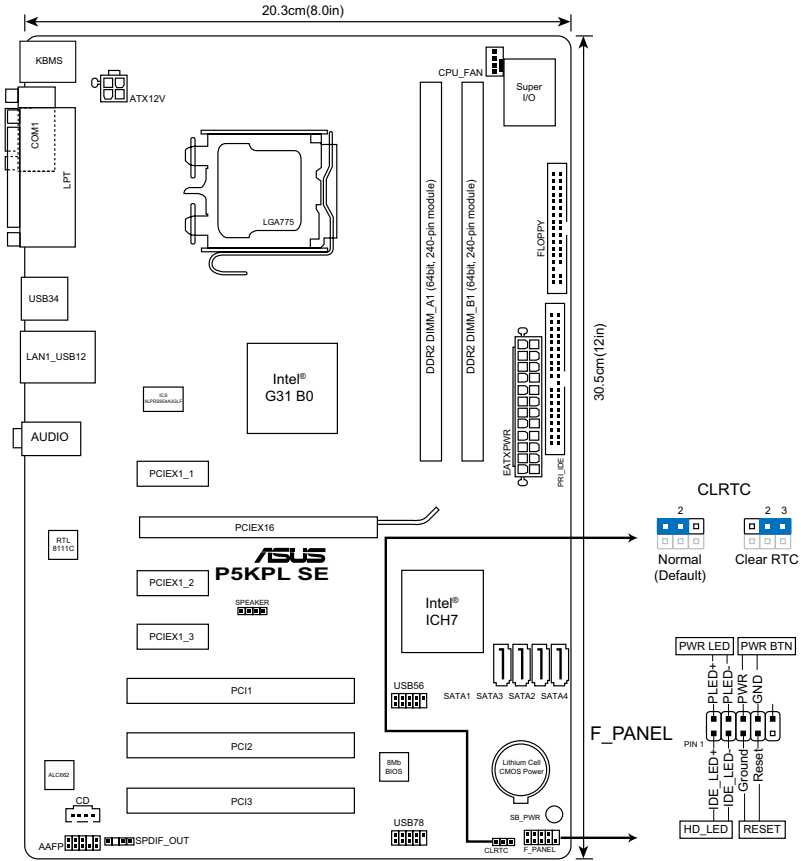 20.3cm(8.0in)
KBMS
ATX12V
CPU_FAN
Super
I/O
COM1
LPT
LGA775
DDR2 DIMM_A1 (64bit, 240-pin module)
DDR2 DIMM_B1 (64bit, 240-pin module)
FLOPPY
30.5cm(12in)
USB34
LAN1_USB12
Intel®
G31 B0
ICS
9LPRS954A3GLF
EATXPWR
PRI_IDE
AUDIO
PCIEX1_1
PCIEX16
RTL
8111C
ASUS
P5KPL SE
PCIEX1_2
SPEAKER
PCIEX1_3
Intel®
ICH7
CLRTC
2
2 3
Normal
(Default)
Clear RTC
PCI1
USB56
SATA1 SATA3 SATA2 SATA4
PWR LED
PWR BTN
PLED+
PLED-
PWR
GND
F_PANEL
PIN 1
IDE_LED+
IDE_LED-
Ground
Reset
HD_LED
RESET
PCI2
8Mb
BIOS
Lithium Cell
CMOS Power
ALC662
CD
PCI3
SB_PWR
AAFP
SPDIF_OUT
USB78
CLRTC
F_PANEL